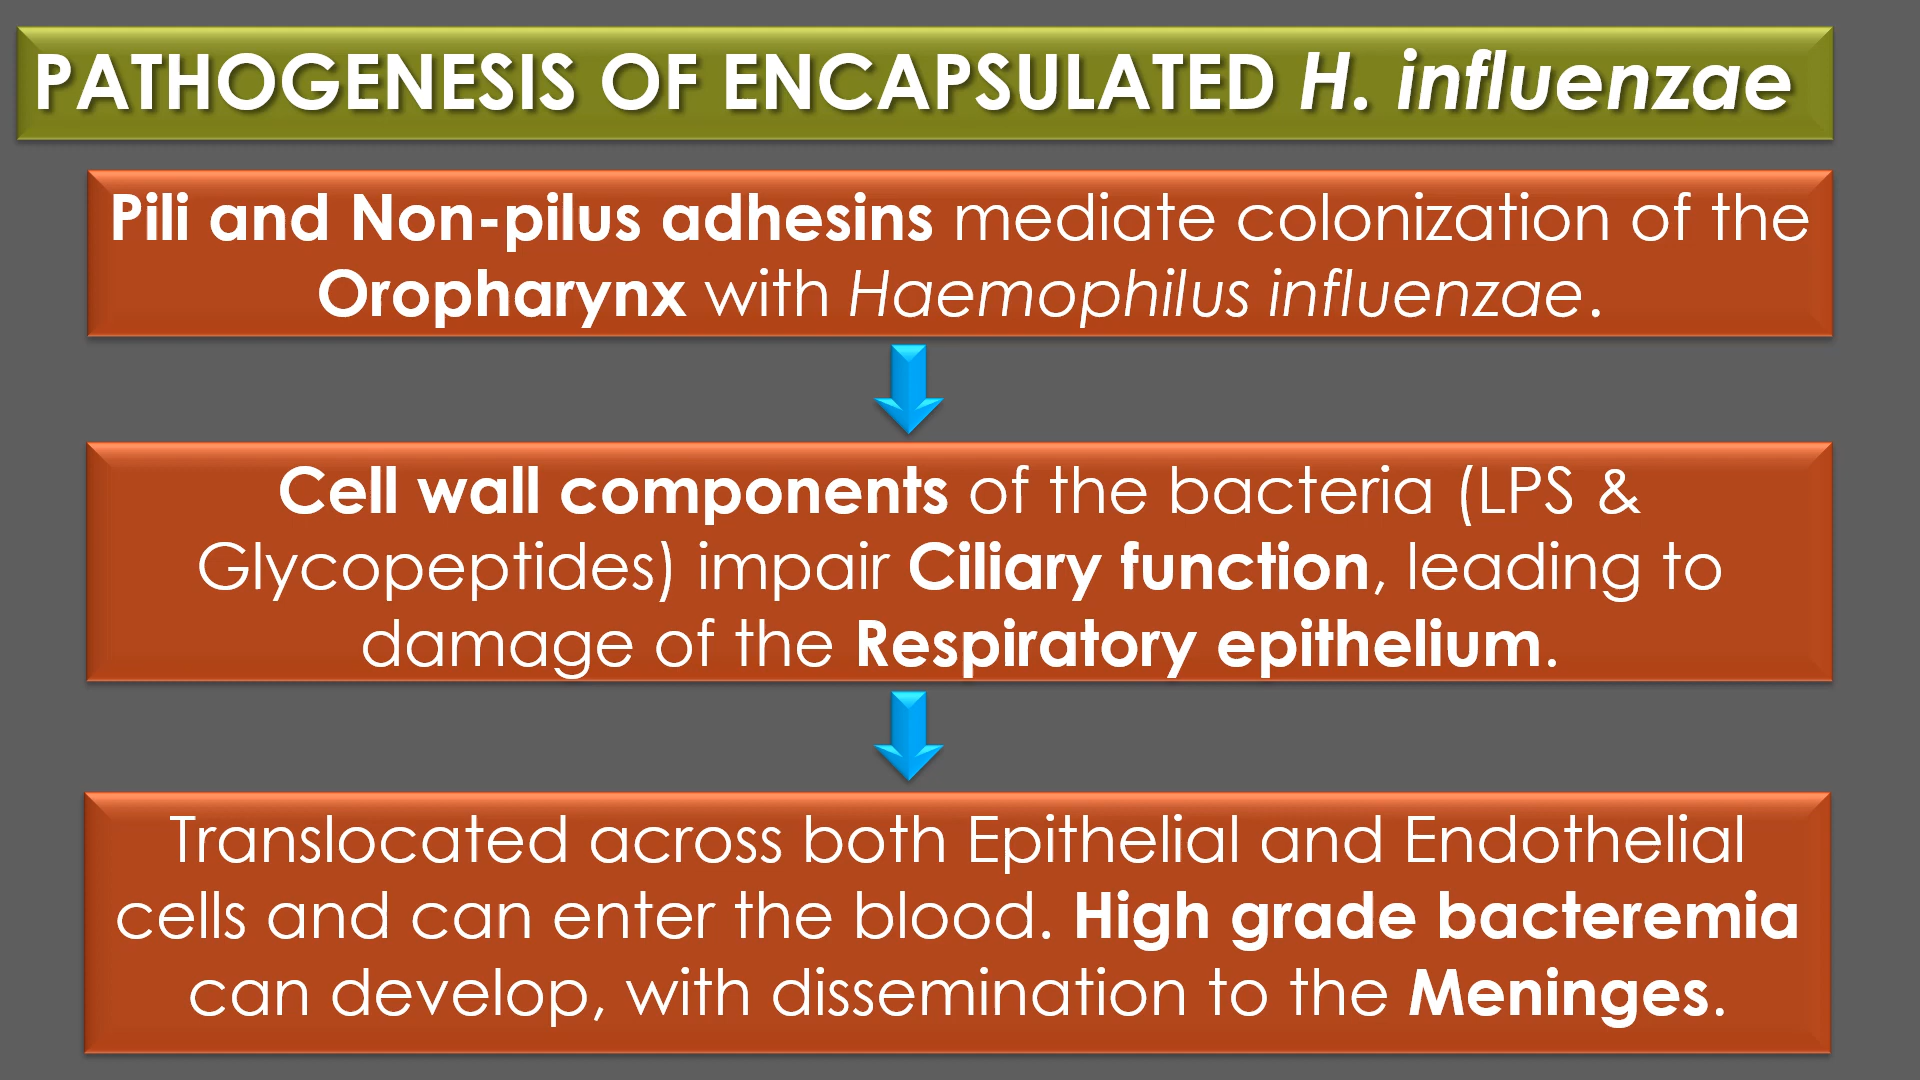 PATHOGENESIS OF ENCAPSULATED H. influenzae
Pili and Non-pilus adhesins mediate colonization of the
Oropharynx with Haemophilus influenzae.
Cell wall components of the bacteria (LPS &
Glycopeptides) impair Ciliary function, leading to
damage of the Respiratory epithelium.
Translocated across both Epithelial and Endothelial
cells and can enter the blood. High grade bacteremia
can develop, with dissemination to the Meninges.